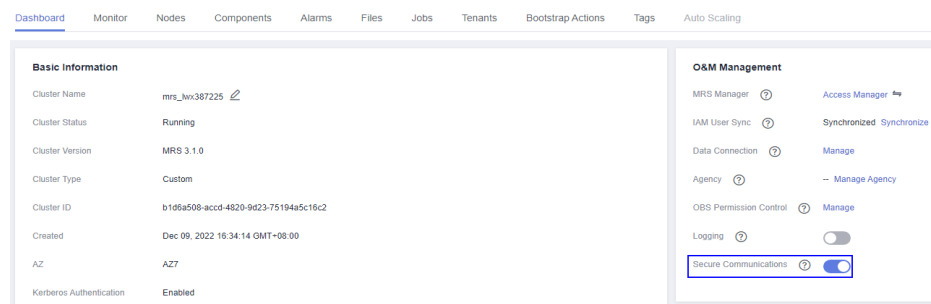 Dashboard Monitor Nodes Components Alarms Files Jobs Tenants Bootstrap Actions Tags Auto Scaling
Basic Information
Cluster Name mrs_lwx387225
Cluster Status Running
Cluster Version MRS 3.1.0
Cluster Type Custom
Cluster ID b1d6a508-accd-4820-9d23-75194a5c16c2
Created Dec 09, 2022 16:34:14 GMT+08:00
AZ AZ7
Kerberos Authentication Enabled
O&M Management
MRS Manager ? Access Manager
IAM User Sync ? Synchronized Synchronize
Data Connection ? Manage
Agency ? -- Manage Agency
OBS Permission Control ? Manage
Logging ?
Secure Communications ?